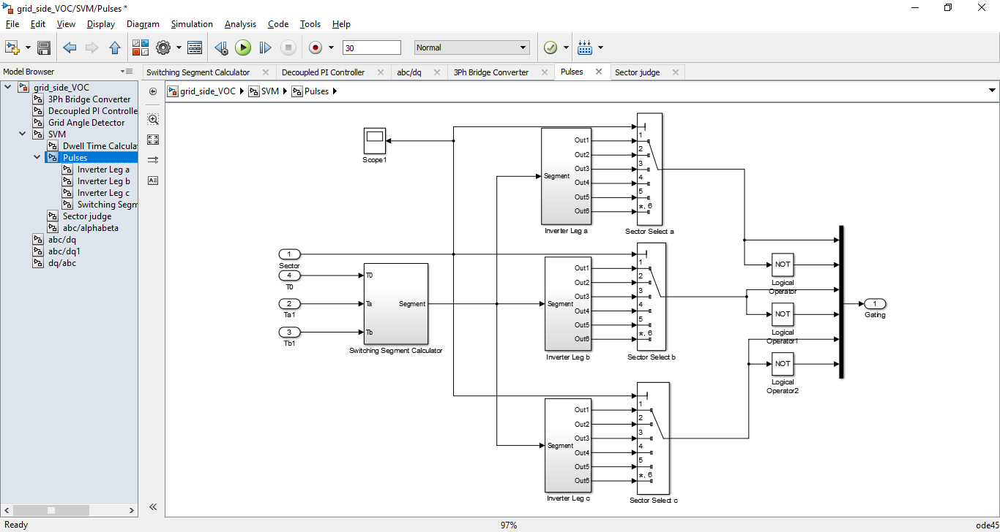 grid_side_VOC/SVM/Pulses *
File Edit View Display Diagram Simulation Analysis Code Tools Help
30 Normal
Model Browser
Switching Segment Calculator Decoupled PI Controller abc/dq 3Ph Bridge Converter Pulses Sector judge
grid_side_VOC SVM Pulses
grid_side_VOC
3Ph Bridge Converter
Decoupled PI Controlle
Grid Angle Detector
SVM
Dwell Time Calcula
Pulses
Inverter Leg a
Inverter Leg b
Inverter Leg c
Switching Segm
Sector judge
abc/alphabeta
abc/dq
abc/dq1
dq/abc
Scope1
1
Sector
4
T0
2
Ta1
3
Tb1
T0
Ta
Tb
Segment
Switching Segment Calculator
Segment
Out1
Out2
Out3
Out4
Out5
Out6
Inverter Leg a
1
2
3
4
5
*, 6
Sector Select a
Segment
Out1
Out2
Out3
Out4
Out5
Out6
Inverter Leg b
1
2
3
4
5
*, 6
Sector Select b
Segment
Out1
Out2
Out3
Out4
Out5
Out6
Inverter Leg c
1
2
3
4
5
*, 6
Sector Select c
NOT
Logical
Operator
NOT
Logical
Operator1
NOT
Logical
Operator2
1
Gating
Ready 97% ode45